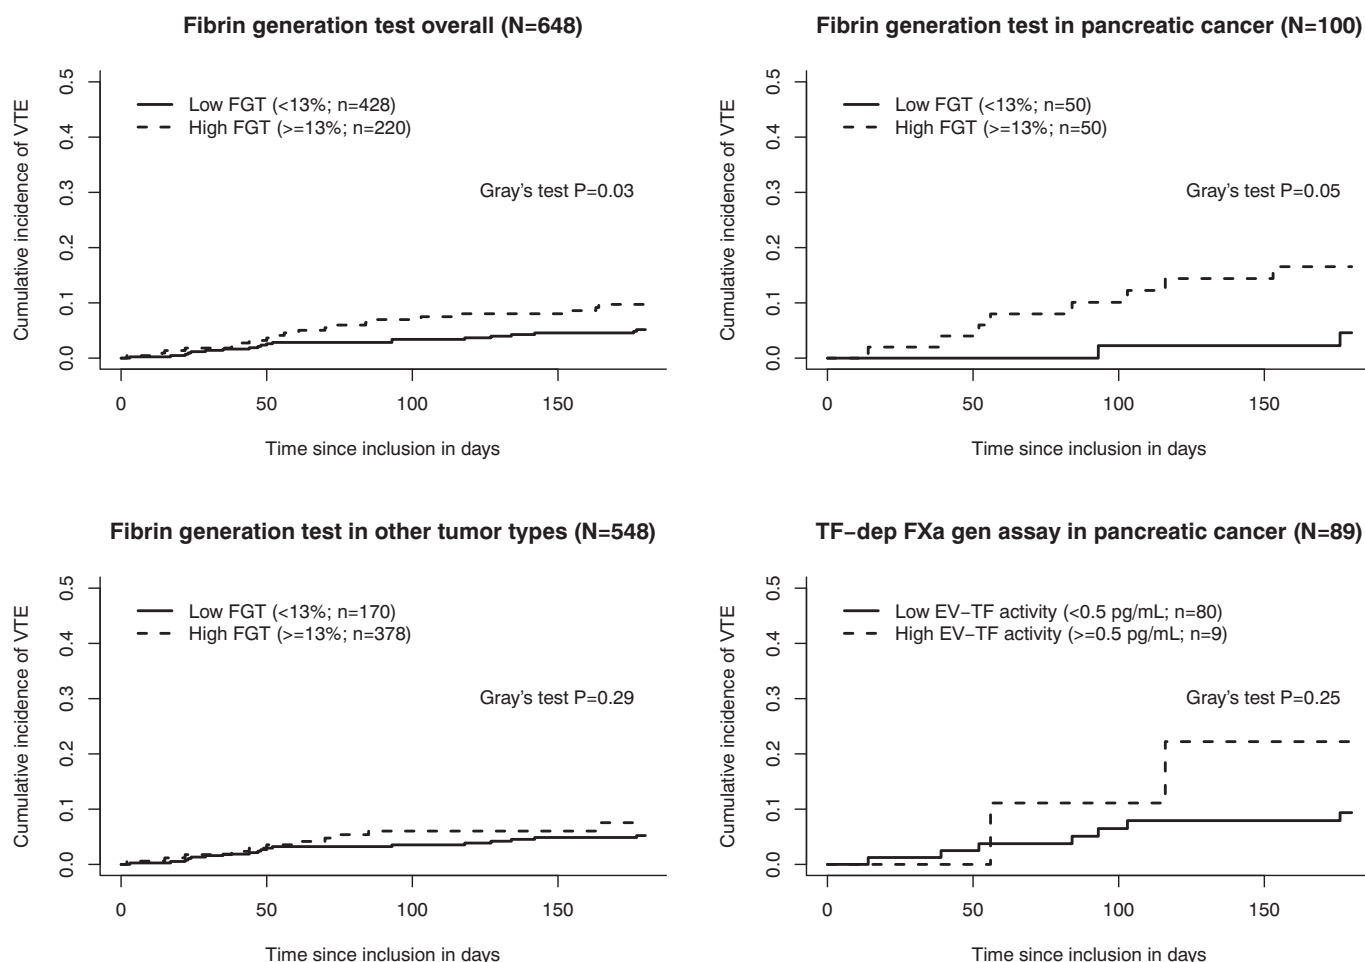 Fibrin generation test overall (N=648)
Cumulative incidence of VTE
0.5
0.4
0.3
0.2
0.1
0.0
Low FGT (<13%; n=428)
High FGT (>=13%; n=220)
Gray's test P=0.03
0 50 100 150
Time since inclusion in days
Fibrin generation test in pancreatic cancer (N=100)
Cumulative incidence of VTE
0.5
0.4
0.3
0.2
0.1
0.0
Low FGT (<13%; n=50)
High FGT (>=13%; n=50)
Gray's test P=0.05
0 50 100 150
Time since inclusion in days
Fibrin generation test in other tumor types (N=548)
Cumulative incidence of VTE
0.5
0.4
0.3
0.2
0.1
0.0
Low FGT (<13%; n=170)
High FGT (>=13%; n=378)
Gray's test P=0.29
0 50 100 150
Time since inclusion in days
TF−dep FXa gen assay in pancreatic cancer (N=89)
Cumulative incidence of VTE
0.5
0.4
0.3
0.2
0.1
0.0
Low EV−TF activity (<0.5 pg/mL; n=80)
High EV−TF activity (>=0.5 pg/mL; n=9)
Gray's test P=0.25
0 50 100 150
Time since inclusion in days